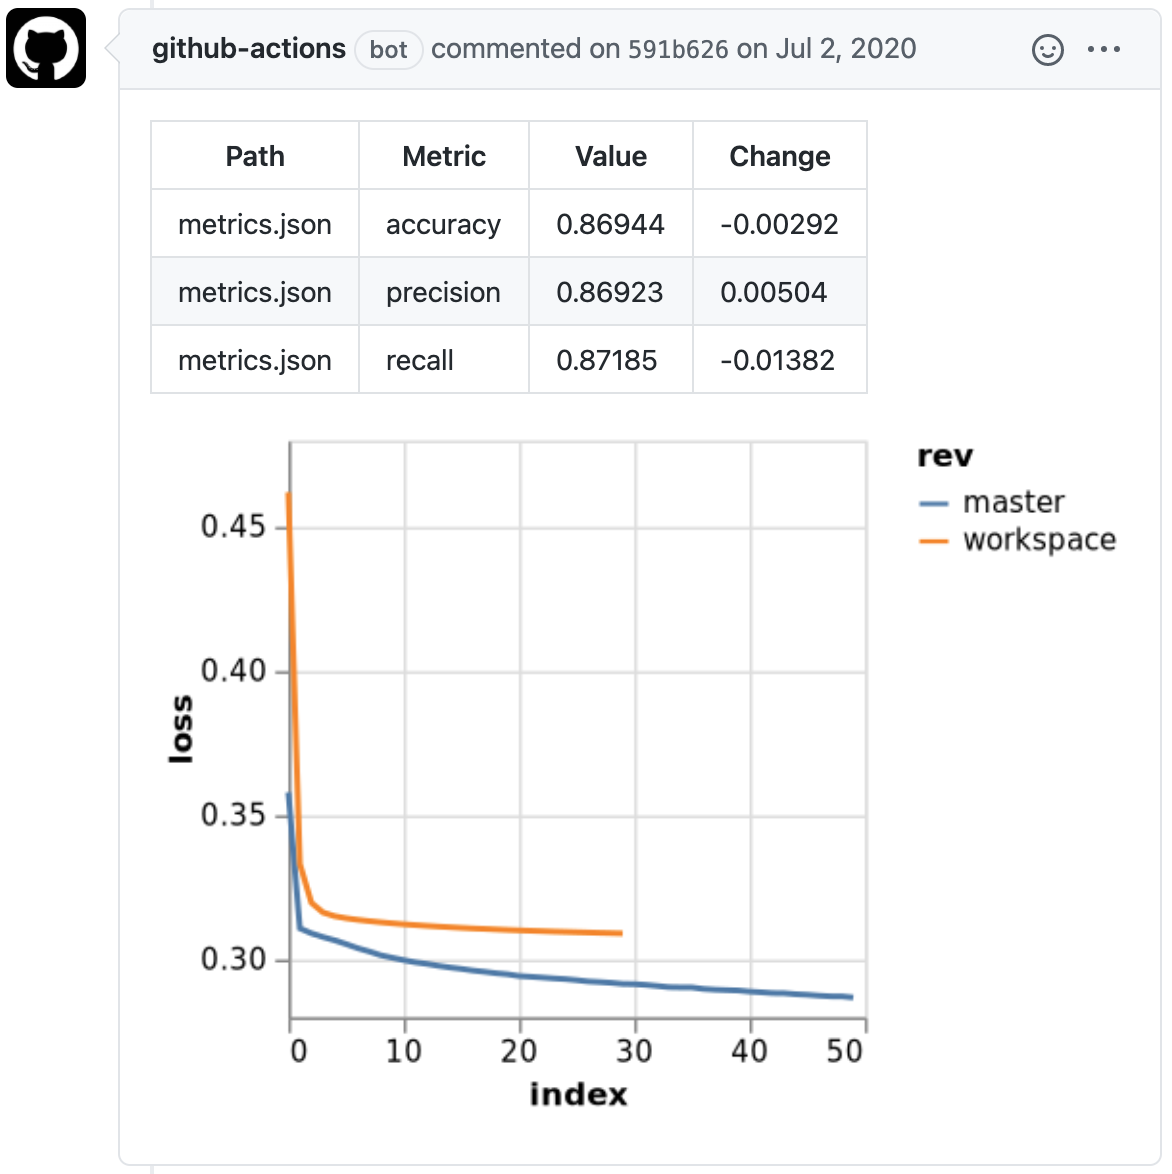 github-actions bot commented on 591b626 on Jul 2, 2020
Path Metric Value Change
metrics.json accuracy 0.86944 -0.00292
metrics.json precision 0.86923 0.00504
metrics.json recall 0.87185 -0.01382
rev
master
workspace
0.45
0.40
0.35
0.30
loss
0 10 20 30 40 50
index